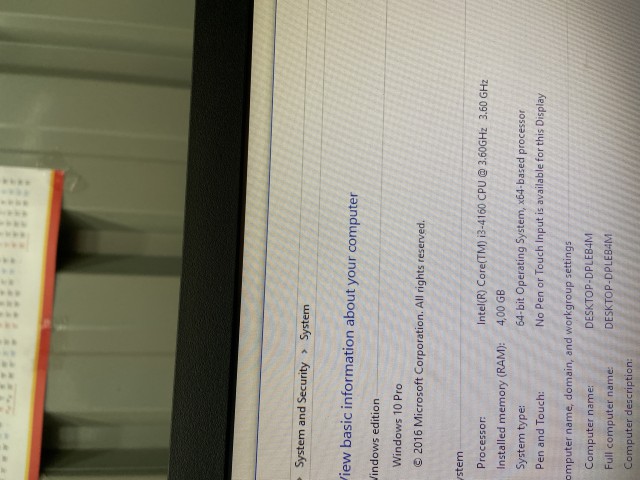 System and Security > System
View basic information about your computer
Windows edition
Windows 10 Pro
© 2016 Microsoft Corporation. All rights reserved.
System
Processor: Intel(R) Core(TM) i3-4160 CPU @ 3.60GHz 3.60 GHz
Installed memory (RAM): 4,00 GB
System type: 64-bit Operating System, x64-based processor
Pen and Touch: No Pen or Touch Input is available for this Display
omputer name, domain, and workgroup settings
Computer name: DESKTOP-DPLEB4M
Full computer name: DESKTOP-DPLEB4M
Computer description: